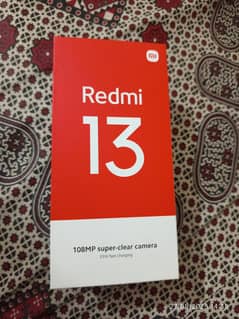 mi
Redmi
13
108MP super-clear camera
33W fast charging